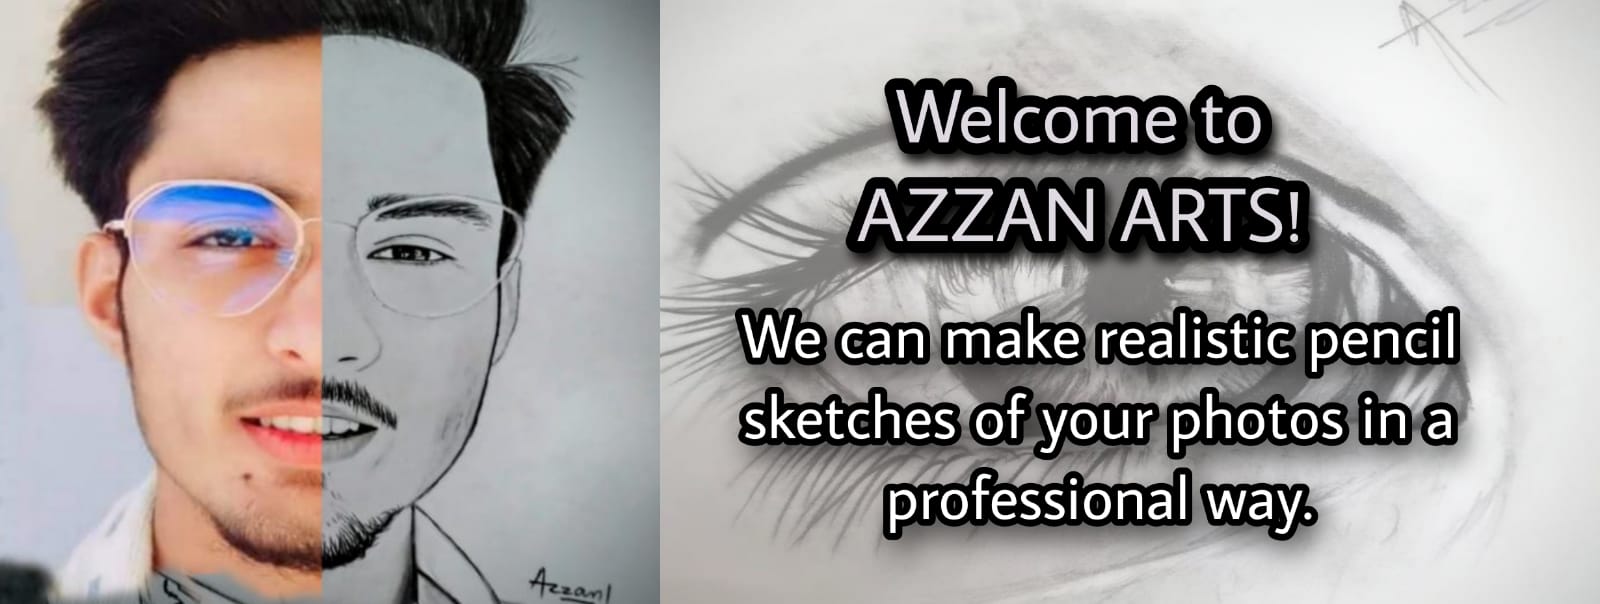 Welcome to
AZZAN ARTS!
We can make realistic pencil
sketches of your photos in a
professional way.
Azzan